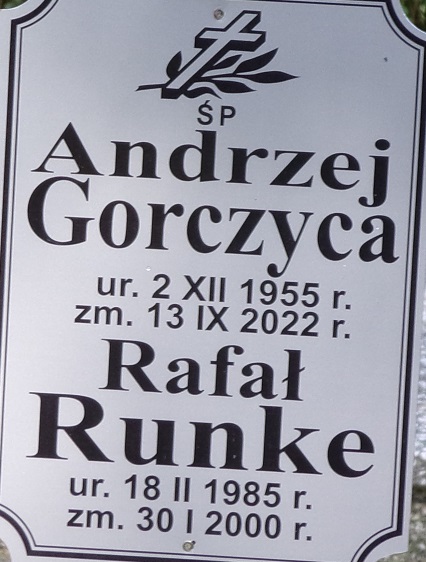 ŚP
Andrzej
Gorczyca
ur. 2 XII 1955 r.
zm. 13 IX 2022 r.
Rafał
Runke
ur. 18 II 1985 r.
zm. 30 I 2000 r.